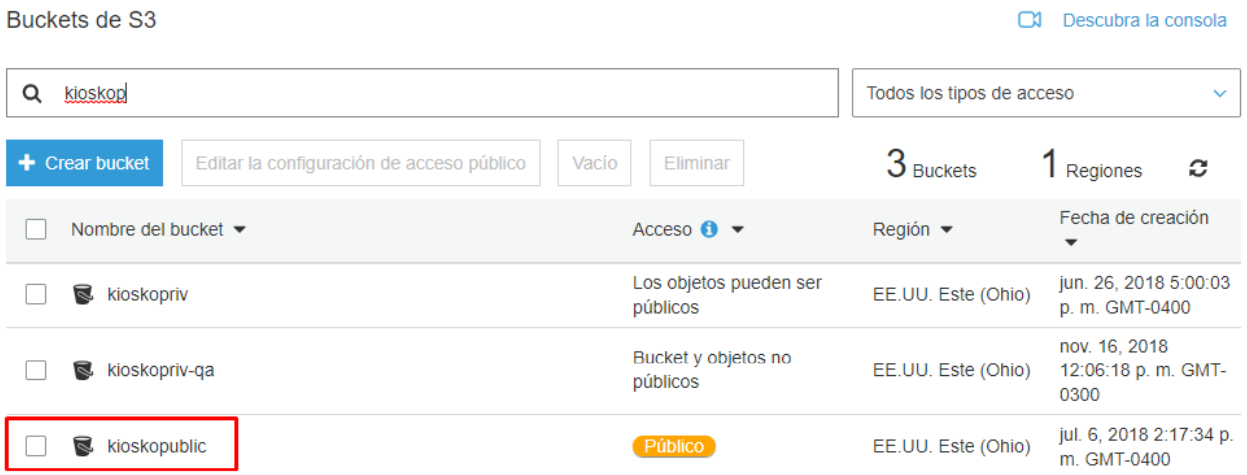 Buckets de S3
Descubra la consola
kioskop
Todos los tipos de acceso
Crear bucket
Editar la configuración de acceso público
Vacío
Eliminar
3 Buckets
1 Regiones
Nombre del bucket
Acceso
Región
Fecha de creación
kioskopriv
Los objetos pueden ser
públicos
EE.UU. Este (Ohio)
jun. 26, 2018 5:00:03
p. m. GMT-0400
kioskopriv-qa
Bucket y objetos no
públicos
EE.UU. Este (Ohio)
nov. 16, 2018
12:06:18 p. m. GMT-
0300
kioskopublic
Público
EE.UU. Este (Ohio)
jul. 6, 2018 2:17:34 p.
m. GMT-0400